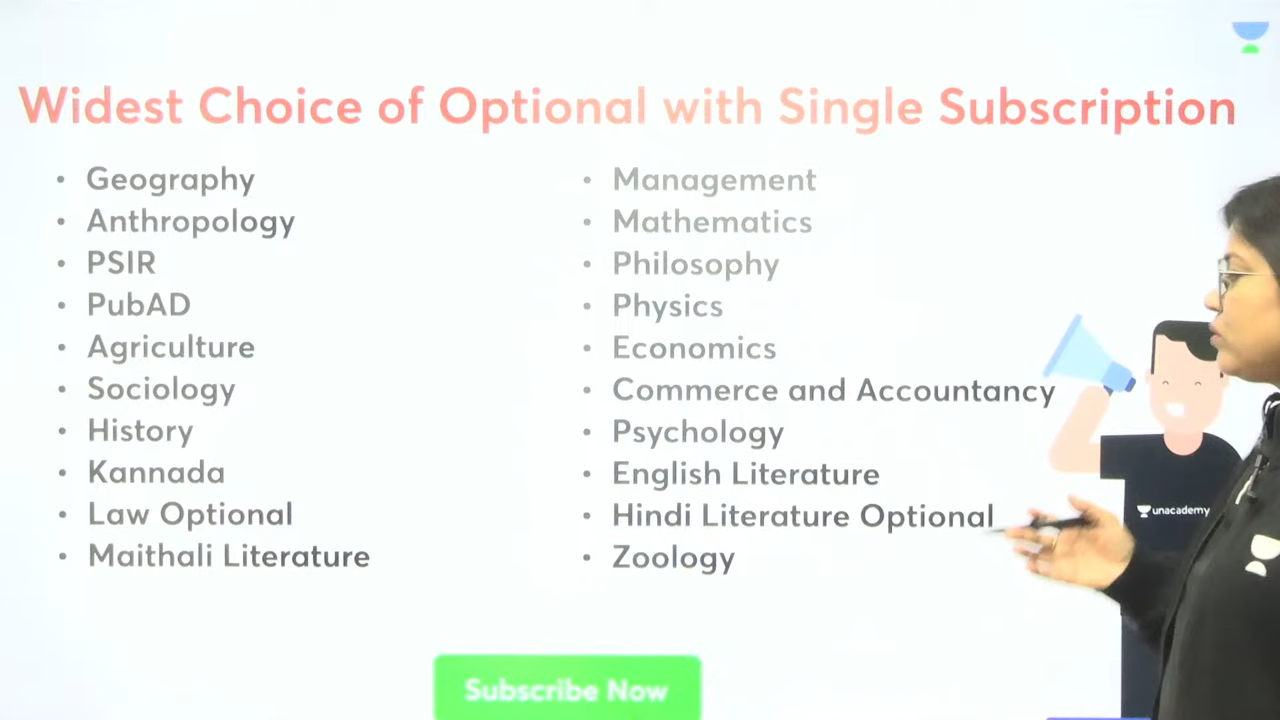 Widest Choice of Optional with Single Subscription
• Geography
• Anthropology
• PSIR
• PubAD
• Agriculture
• Sociology
• History
• Kannada
• Law Optional
• Maithali Literature
• Management
• Mathematics
• Philosophy
• Physics
• Economics
• Commerce and Accountancy
• Psychology
• English Literature
• Hindi Literature Optional
• Zoology
unacademy
Subscribe Now